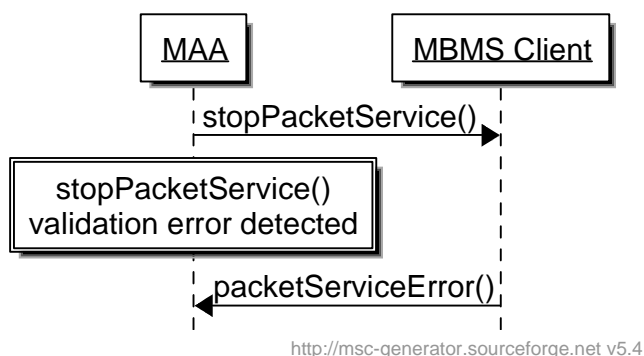 MAA
MBMS Client
stopPacketService()
stopPacketService()
validation error detected
packetServiceError()
http://msc-generator.sourceforge.net v5.4